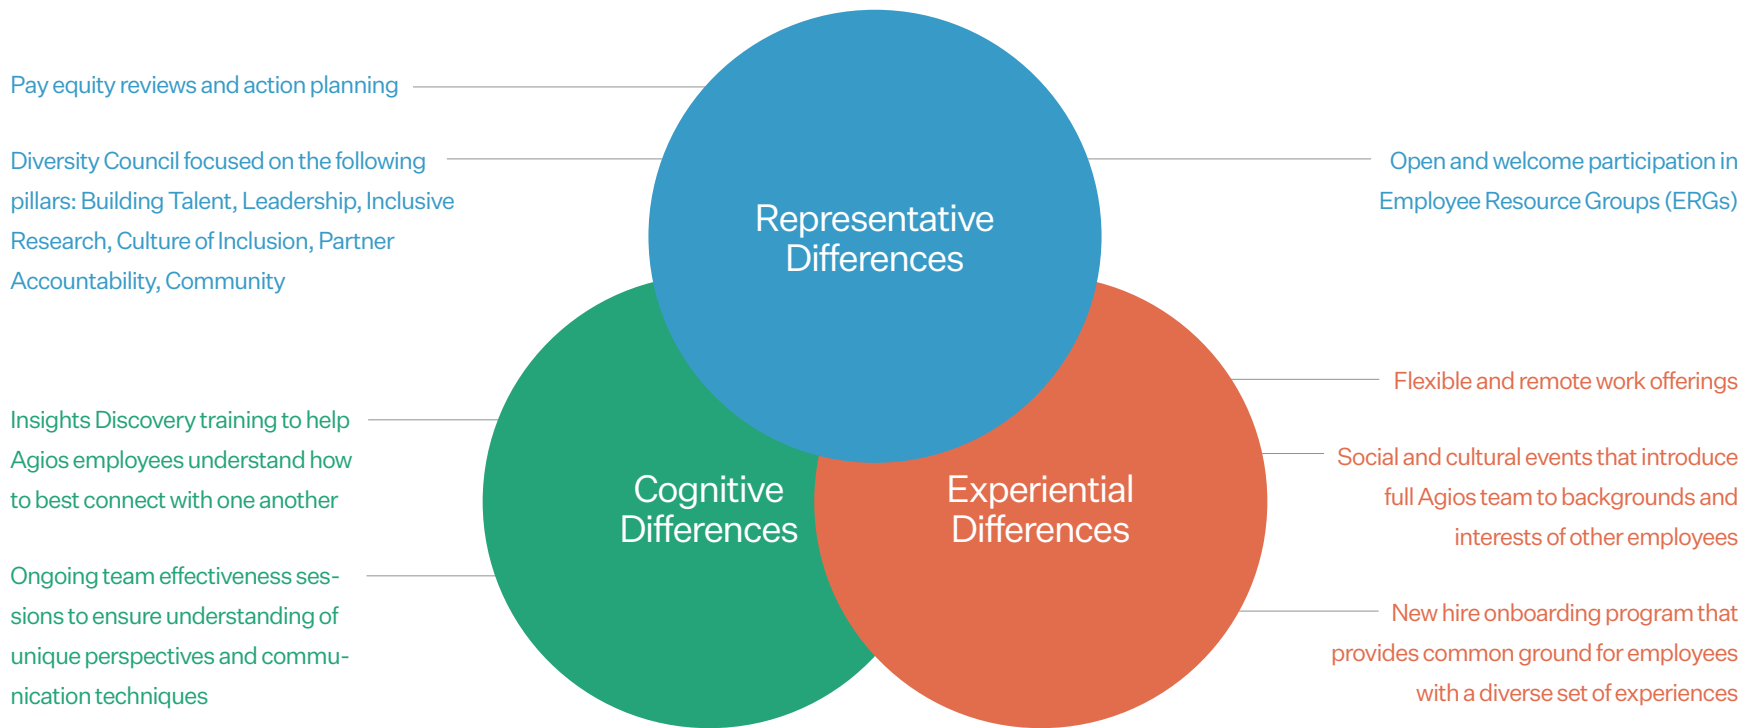 Pay equity reviews and action planning
Diversity Council focused on the following
pillars: Building Talent, Leadership, Inclusive
Research, Culture of Inclusion, Partner
Accountability, Community
Representative
Differences
Open and welcome participation in
Employee Resource Groups (ERGs)
Insights Discovery training to help
Agios employees understand how
to best connect with one another
Ongoing team effectiveness ses-
sions to ensure understanding of
unique perspectives and commu-
nication techniques
Cognitive
Differences
Experiential
Differences
Flexible and remote work offerings
Social and cultural events that introduce
full Agios team to backgrounds and
interests of other employees
New hire onboarding program that
provides common ground for employees
with a diverse set of experiences